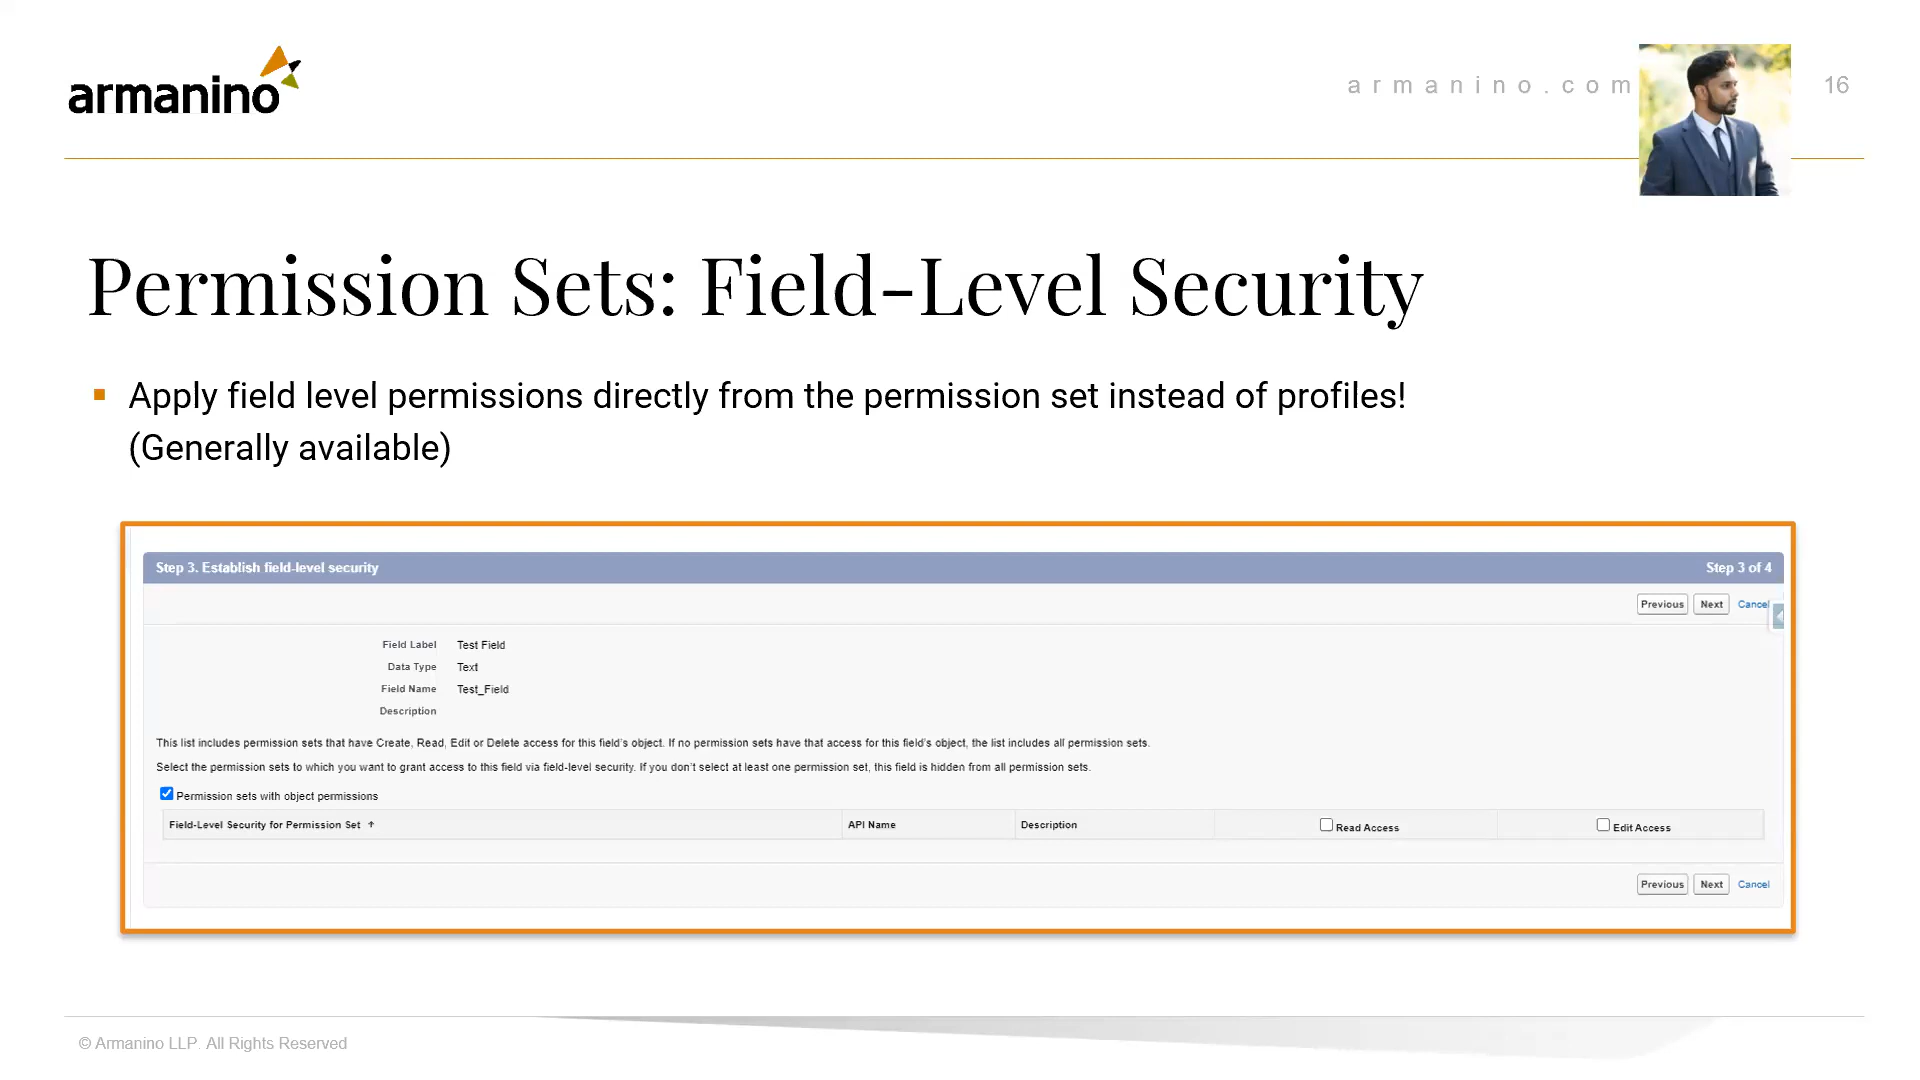 armanino
armanino.com
16
Permission Sets: Field-Level Security
Apply field level permissions directly from the permission set instead of profiles!
(Generally available)
Step 3. Establish field-level security
Step 3 of 4
Previous Next Cancel
Field Label Test Field
Data Type Text
Field Name Test_Field
Description
This list includes permission sets that have Create, Read, Edit or Delete access for this field's object. If no permission sets have that access for this field's object, the list includes all permission sets.
Select the permission sets to which you want to grant access to this field via field-level security. If you don't select at least one permission set, this field is hidden from all permission sets.
Permission sets with object permissions
Field-Level Security for Permission Set ↑ API Name Description Read Access Edit Access
Previous Next Cancel
© Armanino LLP. All Rights Reserved